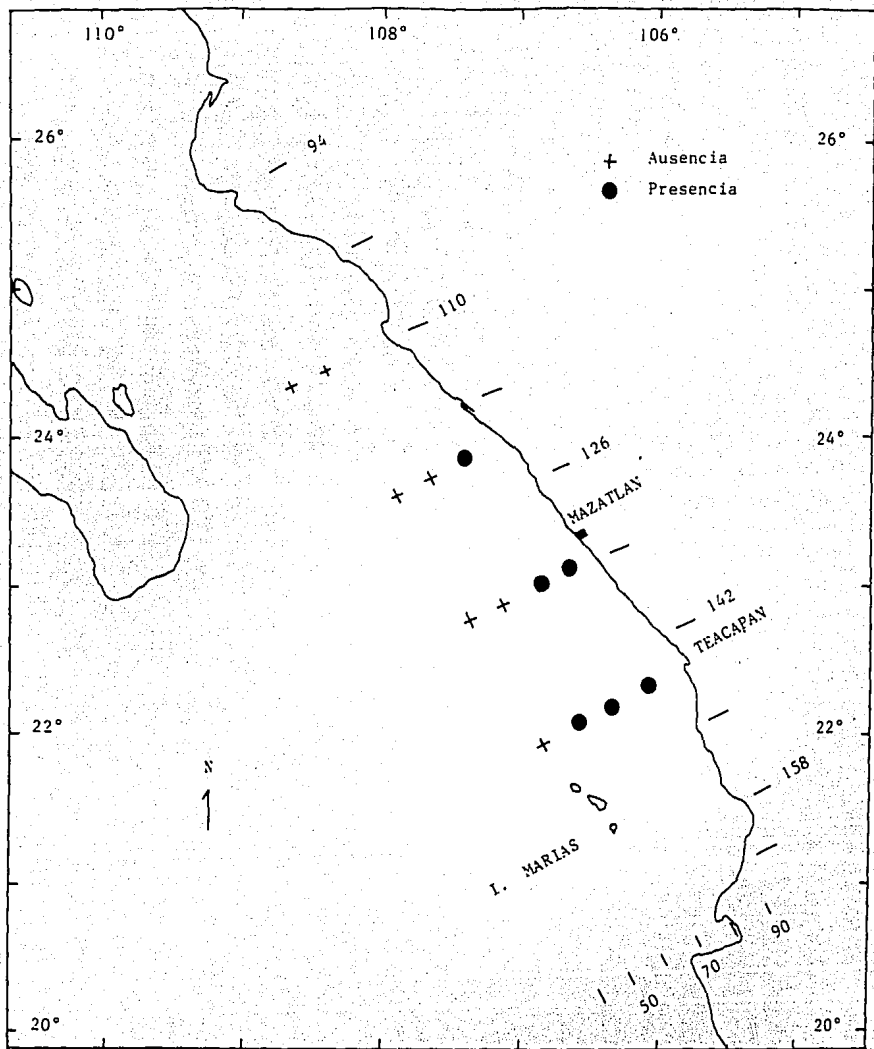 110° 108° 106°
26° 26°
94
+ Ausencia
● Presencia
110
24° 24°
126
MAZATLAN
142
TEACAPAN
22° 22°
N
158
I. MARIAS
90
70
50
20° 20°